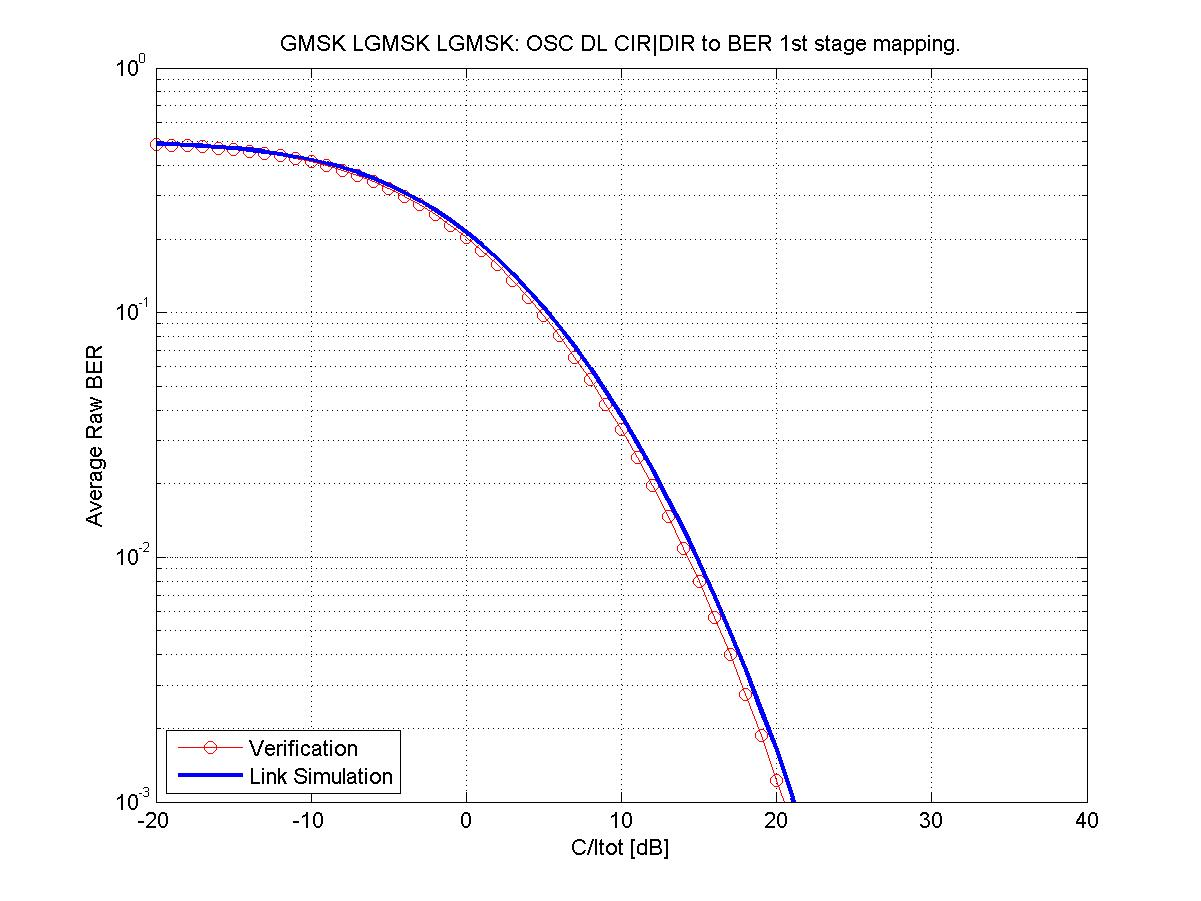 GMSK LGMSK LGMSK: OSC DL CIR|DIR to BER 1st stage mapping.
10^0
10^-1
10^-2
10^-3
Average Raw BER
Verification
Link Simulation
-20 -10 0 10 20 30 40
C/Itot [dB]